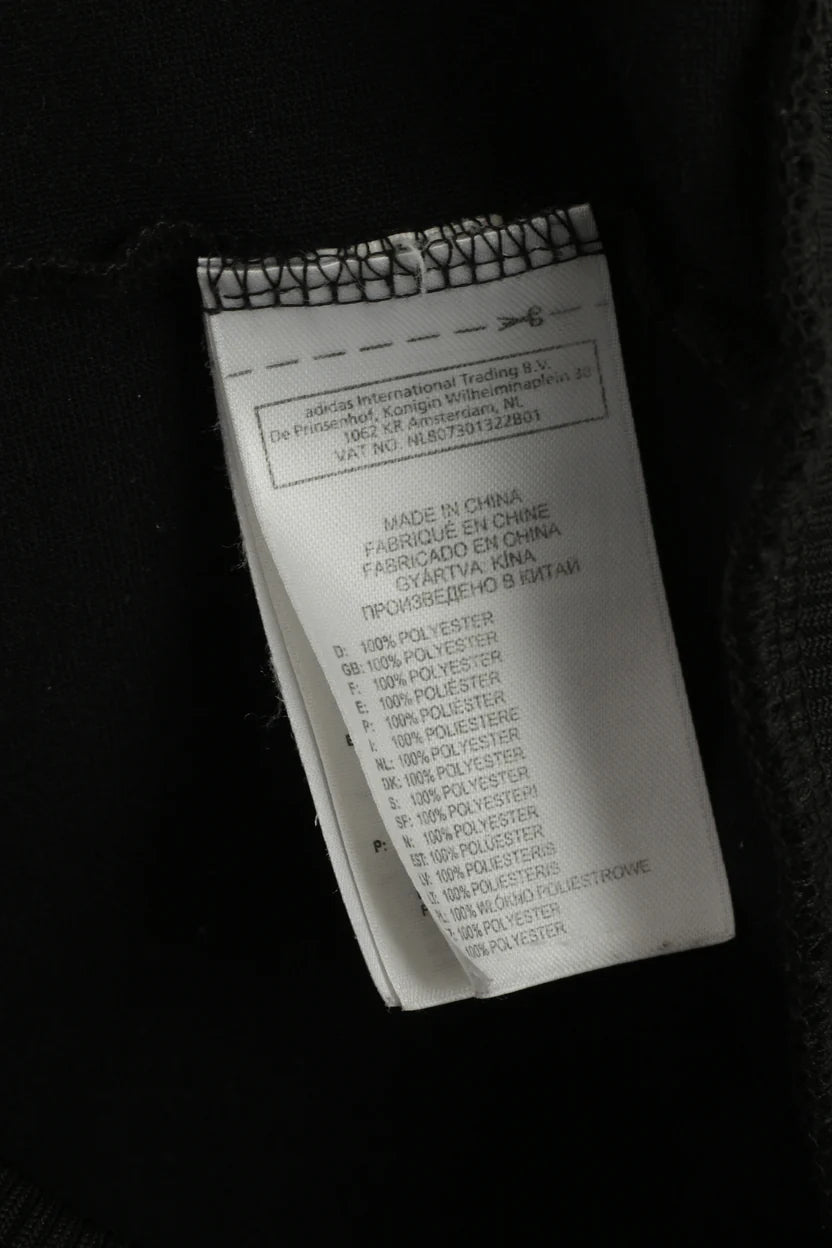 adidas International Trading B.V.
De Prinsenhof, Konigin Wilhelminaplein 30
1062 KR Amsterdam, NL
VAT NO. NL807301322B01
MADE IN CHINA
FABRIQUÉ EN CHINE
FABRICADO EN CHINA
GYÁRTVA: KÍNA
ПРОИЗВЕДЕНО В КИТАЙ
D: 100% POLYESTER
GB: 100% POLYESTER
F: 100% POLYESTER
E: 100% POLIÉSTER
P: 100% POLIÉSTER
I: 100% POLIESTERE
NL: 100% POLYESTER
DK: 100% POLYESTER
S: 100% POLYESTER
SF: 100% POLYESTERI
N: 100% POLYESTER
EST: 100% POLÜESTER
LV: 100% POLIESTERIS
LT: 100% POLIESTERIS
100% WŁÓKNO POLIESTROWE
100% POLYESTER
100% POLYESTER
P: